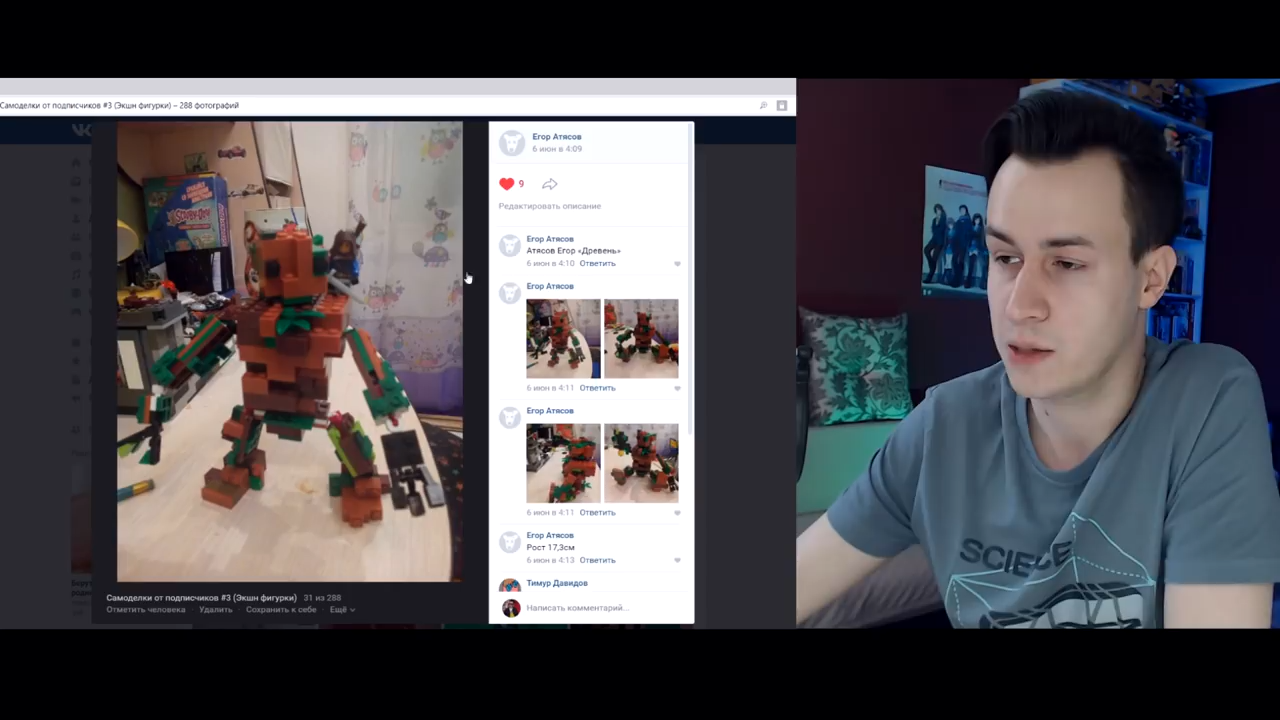 Самоделки от подписчиков #3 (Экшн фигурки) – 288 фотографий
SCOOBY-DOO!
Егор Атясов
6 июн в 4:09
9
Редактировать описание
Егор Атясов
Атясов Егор «Древень»
6 июн в 4:10 Ответить
Егор Атясов
6 июн в 4:11 Ответить
Егор Атясов
6 июн в 4:11 Ответить
Егор Атясов
Рост 17,3см
6 июн в 4:13 Ответить
Тимур Давидов
Написать комментарий...
Самоделки от подписчиков #3 (Экшн фигурки) 31 из 288
Отметить человека · Удалить · Сохранить к себе · Ещё
SCIENCE